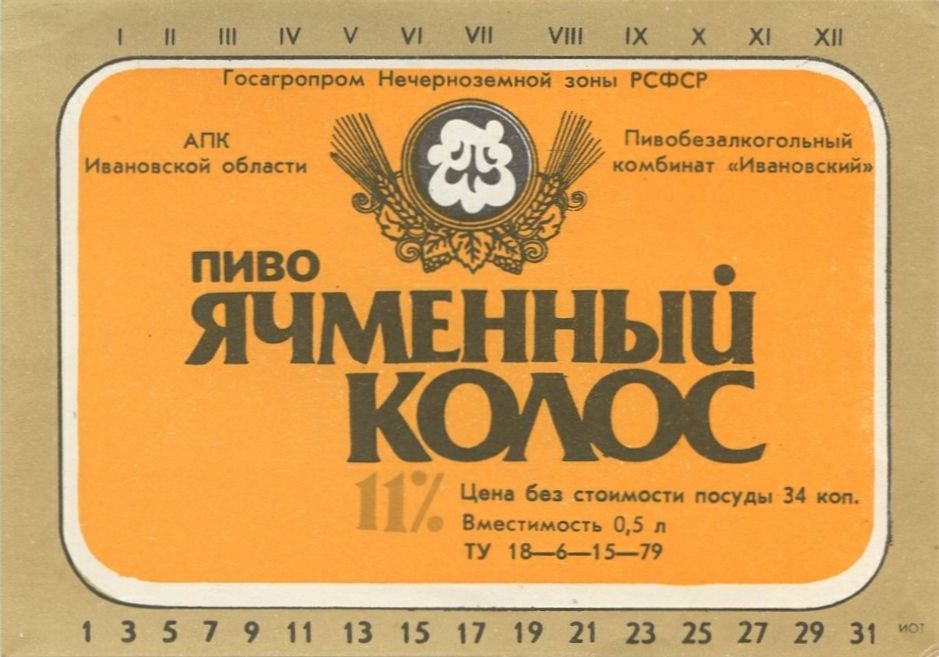 I II III IV V VI VII VIII IX X XI XII
Госагропром Нечерноземной зоны РСФСР
АПК
Ивановской области
Пивобезалкогольный
комбинат «Ивановский»
ПИВО
ЯЧМЕННЫЙ
КОЛОС
11%
Цена без стоимости посуды 34 коп.
Вместимость 0,5 л
ТУ 18—6—15—79
1 3 5 7 9 11 13 15 17 19 21 23 25 27 29 31
ИОТ